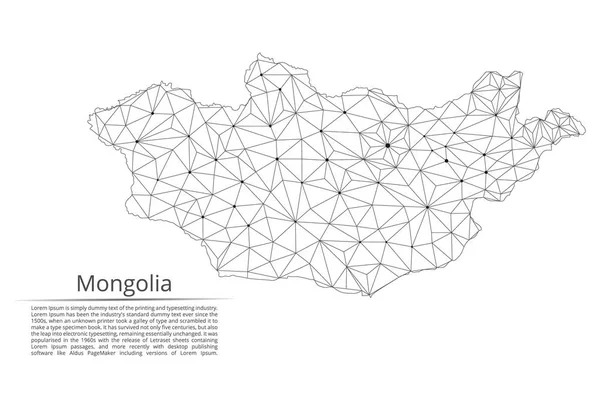 Mongolia
Lorem Ipsum is simply dummy text of the printing and typesetting industry.
Lorem Ipsum has been the industry's standard dummy text ever since the
1500s, when an unknown printer took a galley of type and scrambled it to
make a type specimen book. It has survived not only five centuries, but also
the leap into electronic typesetting, remaining essentially unchanged. It was
popularised in the 1960s with the release of Letraset sheets containing
Lorem Ipsum passages, and more recently with desktop publishing
software like Aldus PageMaker including versions of Lorem Ipsum.